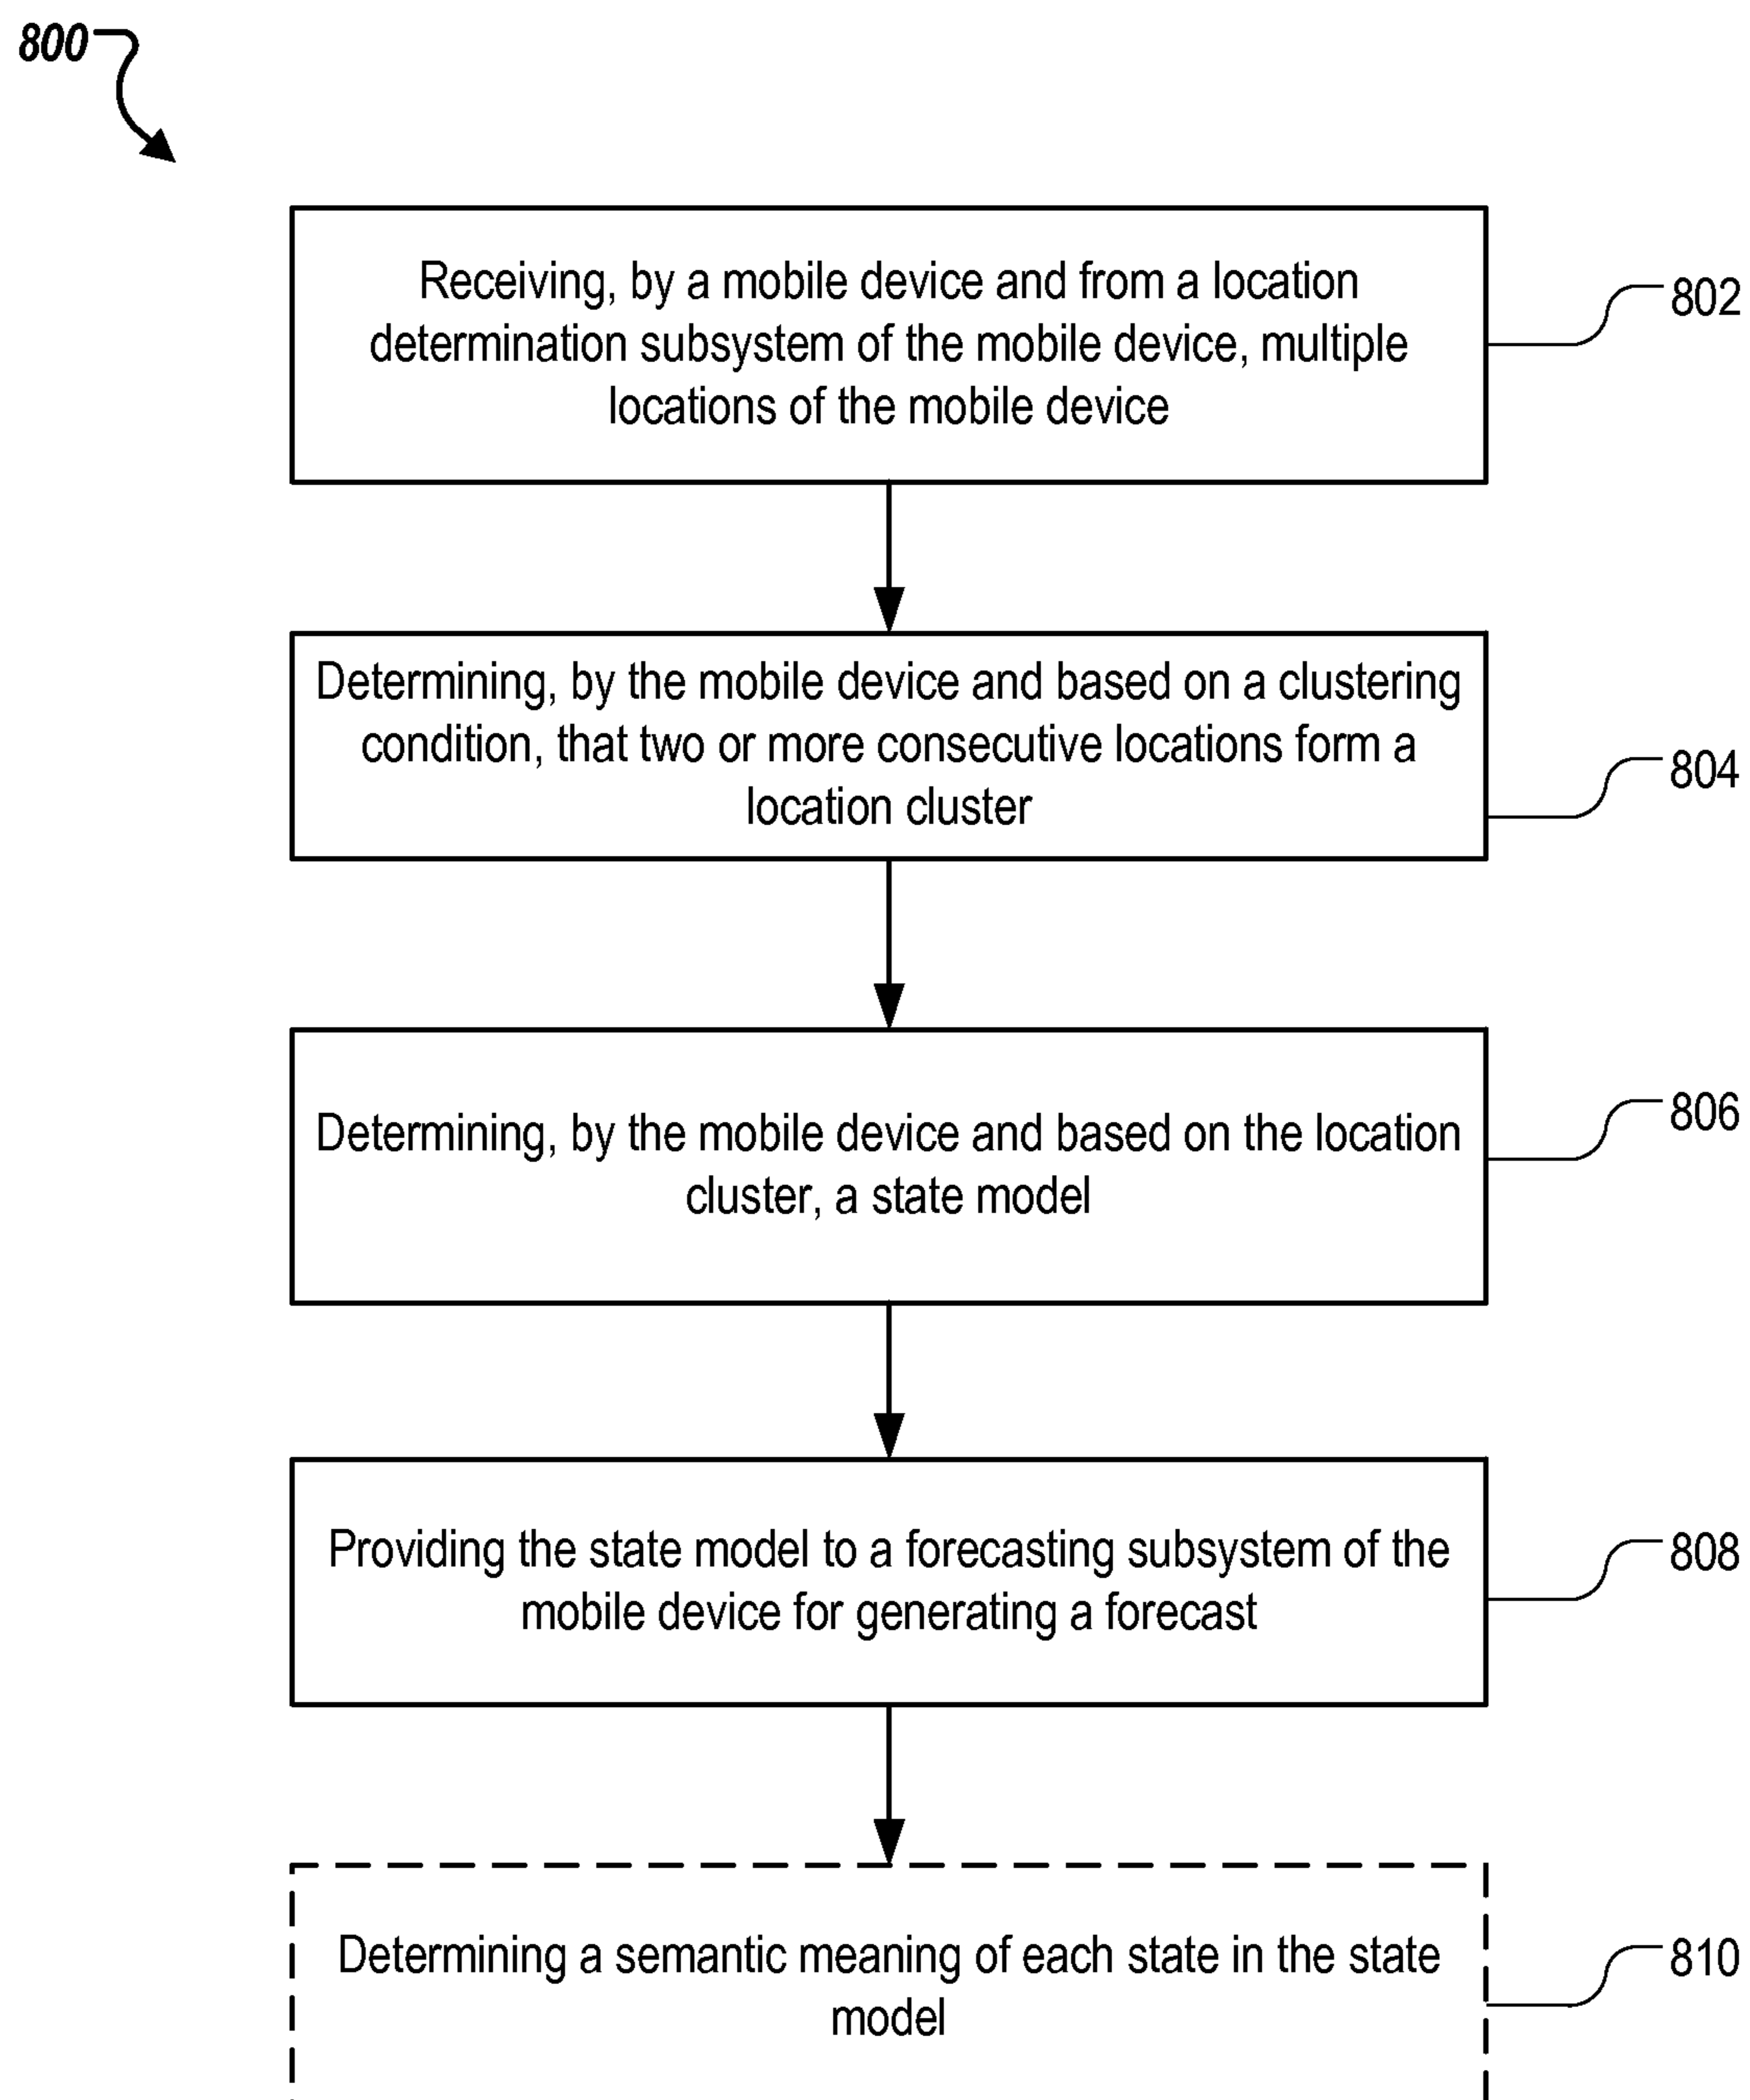 800
Receiving, by a mobile device and from a location
determination subsystem of the mobile device, multiple
locations of the mobile device
802
Determining, by the mobile device and based on a clustering
condition, that two or more consecutive locations form a
location cluster
804
Determining, by the mobile device and based on the location
cluster, a state model
806
Providing the state model to a forecasting subsystem of the
mobile device for generating a forecast
808
Determining a semantic meaning of each state in the state
model
810